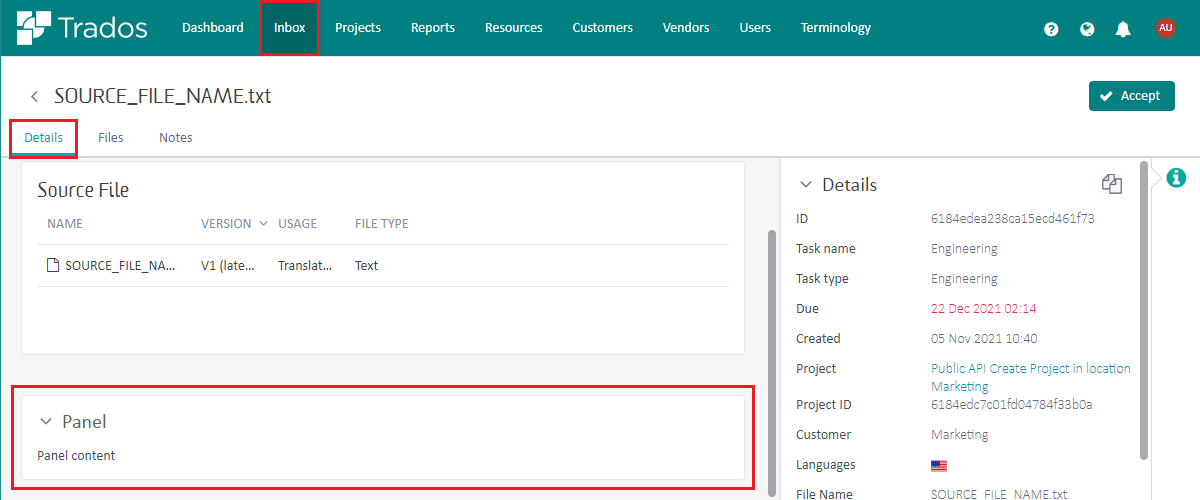 Trados Dashboard Inbox Projects Reports Resources Customers Vendors Users Terminology ? AU
SOURCE_FILE_NAME.txt
Accept
Details Files Notes
Source File
NAME VERSION USAGE FILE TYPE
SOURCE_FILE_NA... V1 (late... Translat... Text
Panel
Panel content
Details
ID 6184edea238ca15ecd461f73
Task name Engineering
Task type Engineering
Due 22 Dec 2021 02:14
Created 05 Nov 2021 10:40
Project Public API Create Project in location
Marketing
Project ID 6184edc7c01fd04784f33b0a
Customer Marketing
Languages
File Name SOURCE_FILE_NAME.txt